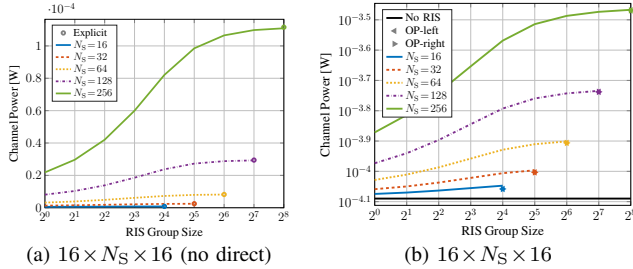 ·10⁻⁴
1
0.8
0.6
0.4
0.2
0
Channel Power [W]
Explicit
N_S = 16
N_S = 32
N_S = 64
N_S = 128
N_S = 256
2⁰ 2¹ 2² 2³ 2⁴ 2⁵ 2⁶ 2⁷ 2⁸
RIS Group Size
(a) 16 × N_S × 16 (no direct)
10^−3.5
10^−3.6
10^−3.7
10^−3.8
10^−3.9
10^−4
10^−4.1
Channel Power [W]
No RIS
OP-left
OP-right
N_S = 16
N_S = 32
N_S = 64
N_S = 128
N_S = 256
2⁰ 2¹ 2² 2³ 2⁴ 2⁵ 2⁶ 2⁷ 2⁸
RIS Group Size
(b) 16 × N_S × 16